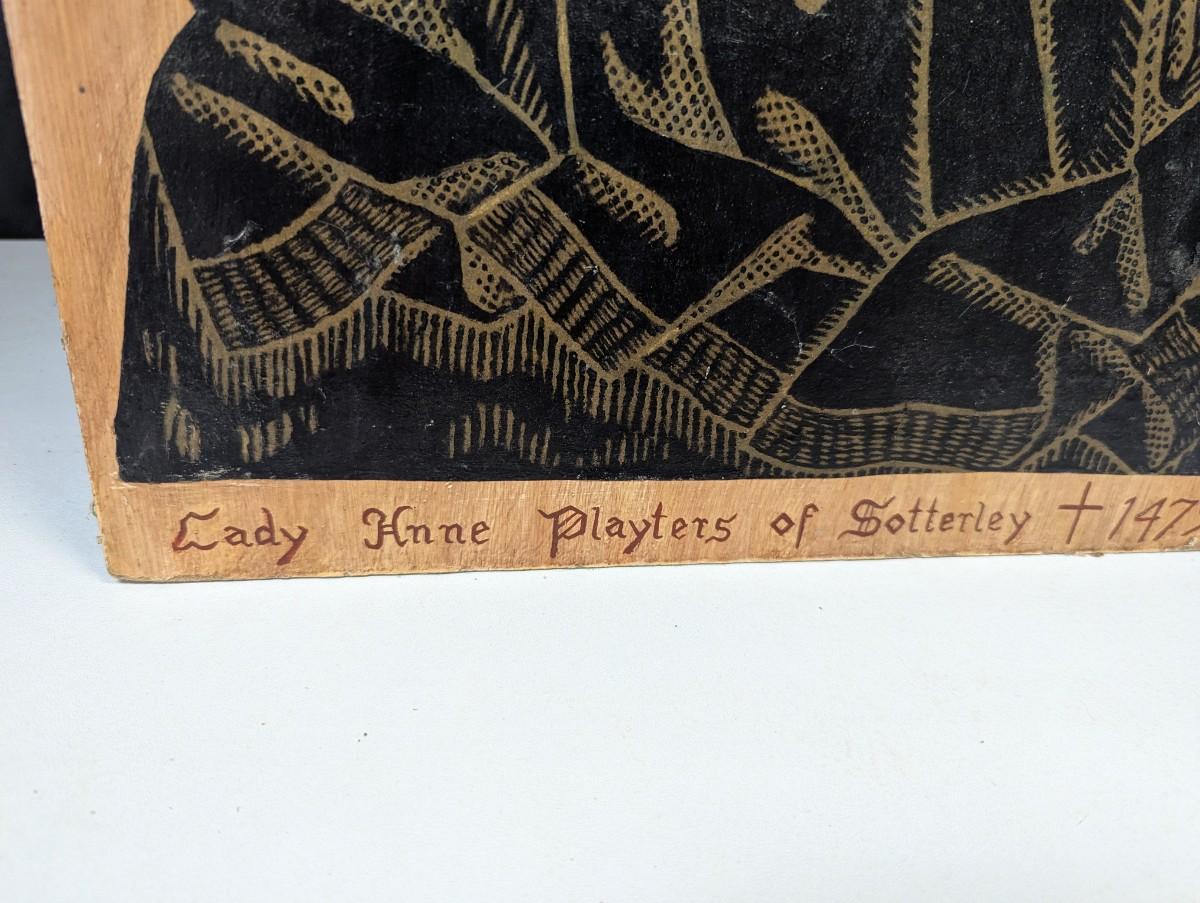 Lady Anne Playters of Sotterley † 147